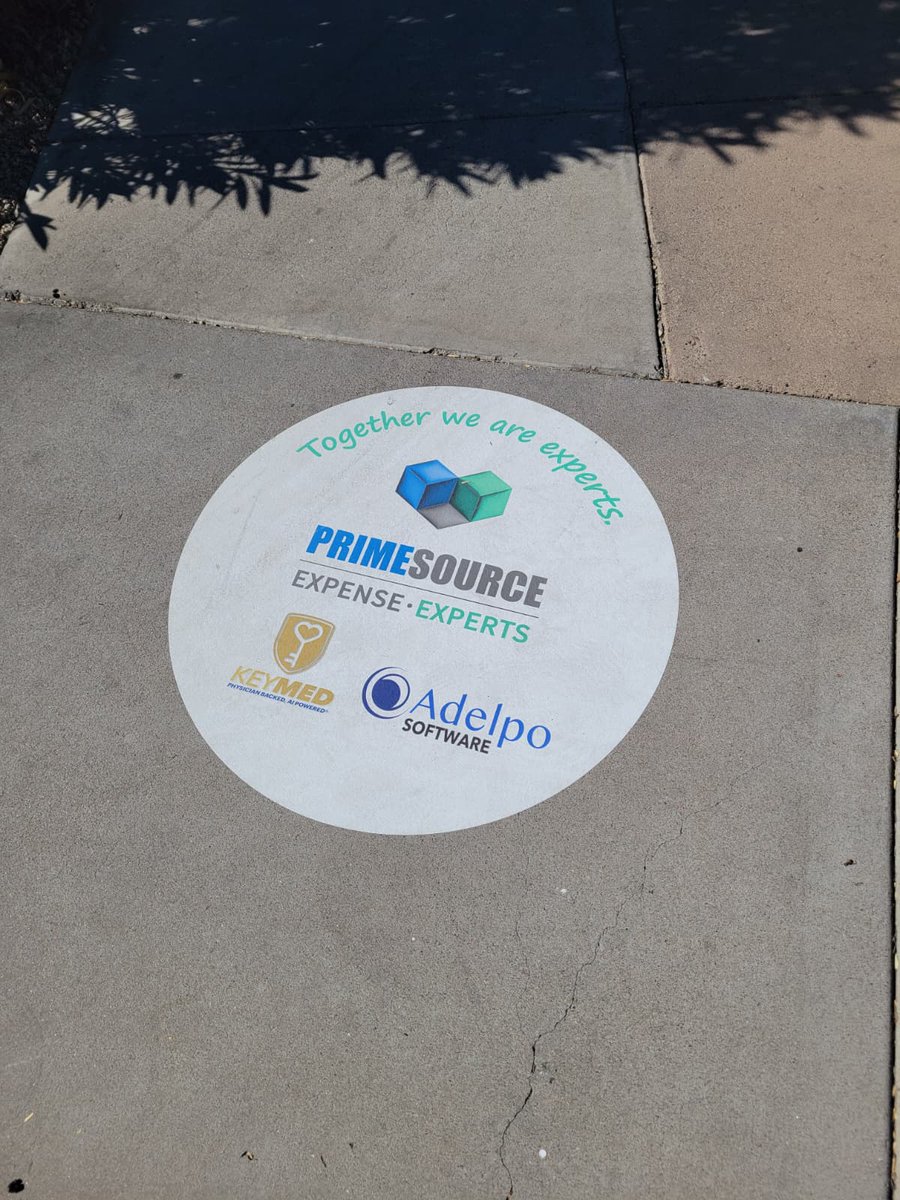 Together we are experts.
PRIMESOURCE
EXPENSE · EXPERTS
KEYMED
PHYSICIAN BACKED. AI POWERED
Adelpo
SOFTWARE